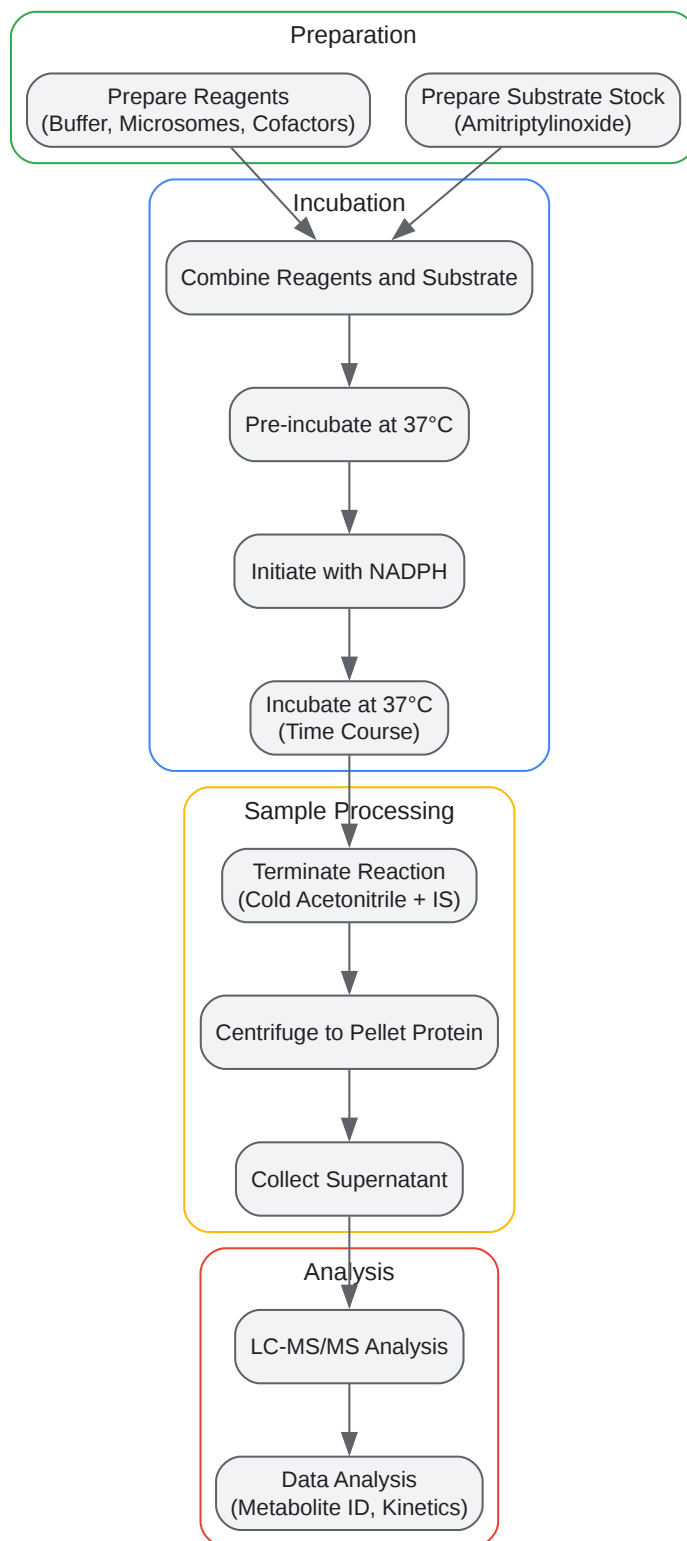 Preparation
Prepare Reagents
(Buffer, Microsomes, Cofactors)
Prepare Substrate Stock
(Amitriptylinoxide)
Incubation
Combine Reagents and Substrate
Pre-incubate at 37°C
Initiate with NADPH
Incubate at 37°C
(Time Course)
Sample Processing
Terminate Reaction
(Cold Acetonitrile + IS)
Centrifuge to Pellet Protein
Collect Supernatant
Analysis
LC-MS/MS Analysis
Data Analysis
(Metabolite ID, Kinetics)